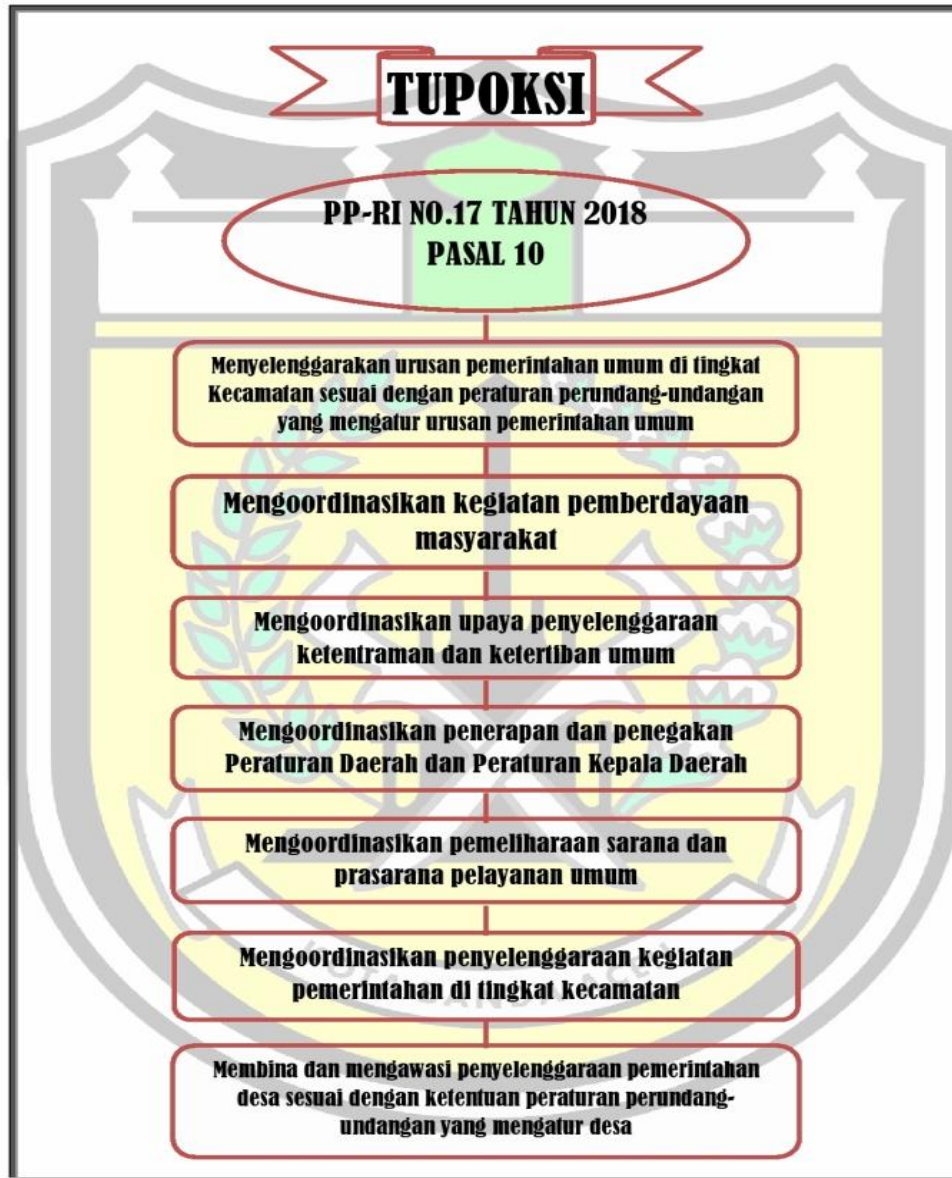 TUPOKSI
PP-RI NO.17 TAHUN 2018
PASAL 10
Menyelenggarakan urusan pemerintahan umum di tingkat
Kecamatan sesuai dengan peraturan perundang-undangan
yang mengatur urusan pemerintahan umum
Mengoordinasikan kegiatan pemberdayaan
masyarakat
Mengoordinasikan upaya penyelenggaraan
ketentraman dan ketertiban umum
Mengoordinasikan penerapan dan penegakan
Peraturan Daerah dan Peraturan Kepala Daerah
Mengoordinasikan pemeliharaan sarana dan
prasarana pelayanan umum
Mengoordinasikan penyelenggaraan kegiatan
pemerintahan di tingkat kecamatan
KOTA BANDA ACEH
Membina dan mengawasi penyelenggaraan pemerintahan
desa sesuai dengan ketentuan peraturan perundang-
undangan yang mengatur desa